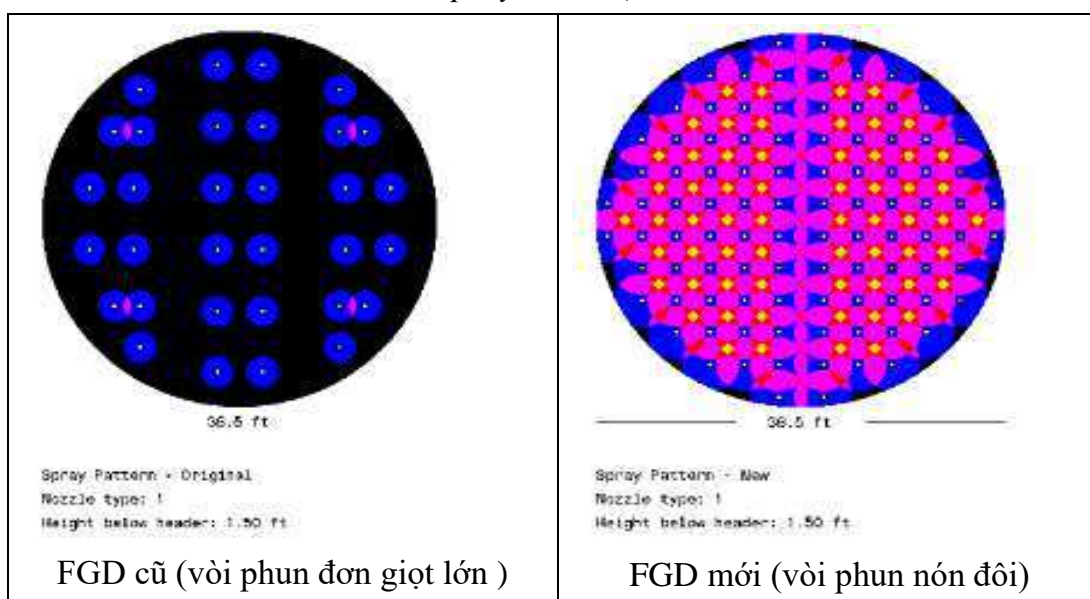 36.5 ft
Spray Pattern - Original
Nozzle type: 1
Height below header: 1.50 ft
FGD cũ (vòi phun đơn giọt lớn )
36.5 ft
Spray Pattern - New
Nozzle type: 1
Height below header: 1.50 ft
FGD mới (vòi phun nón đôi)